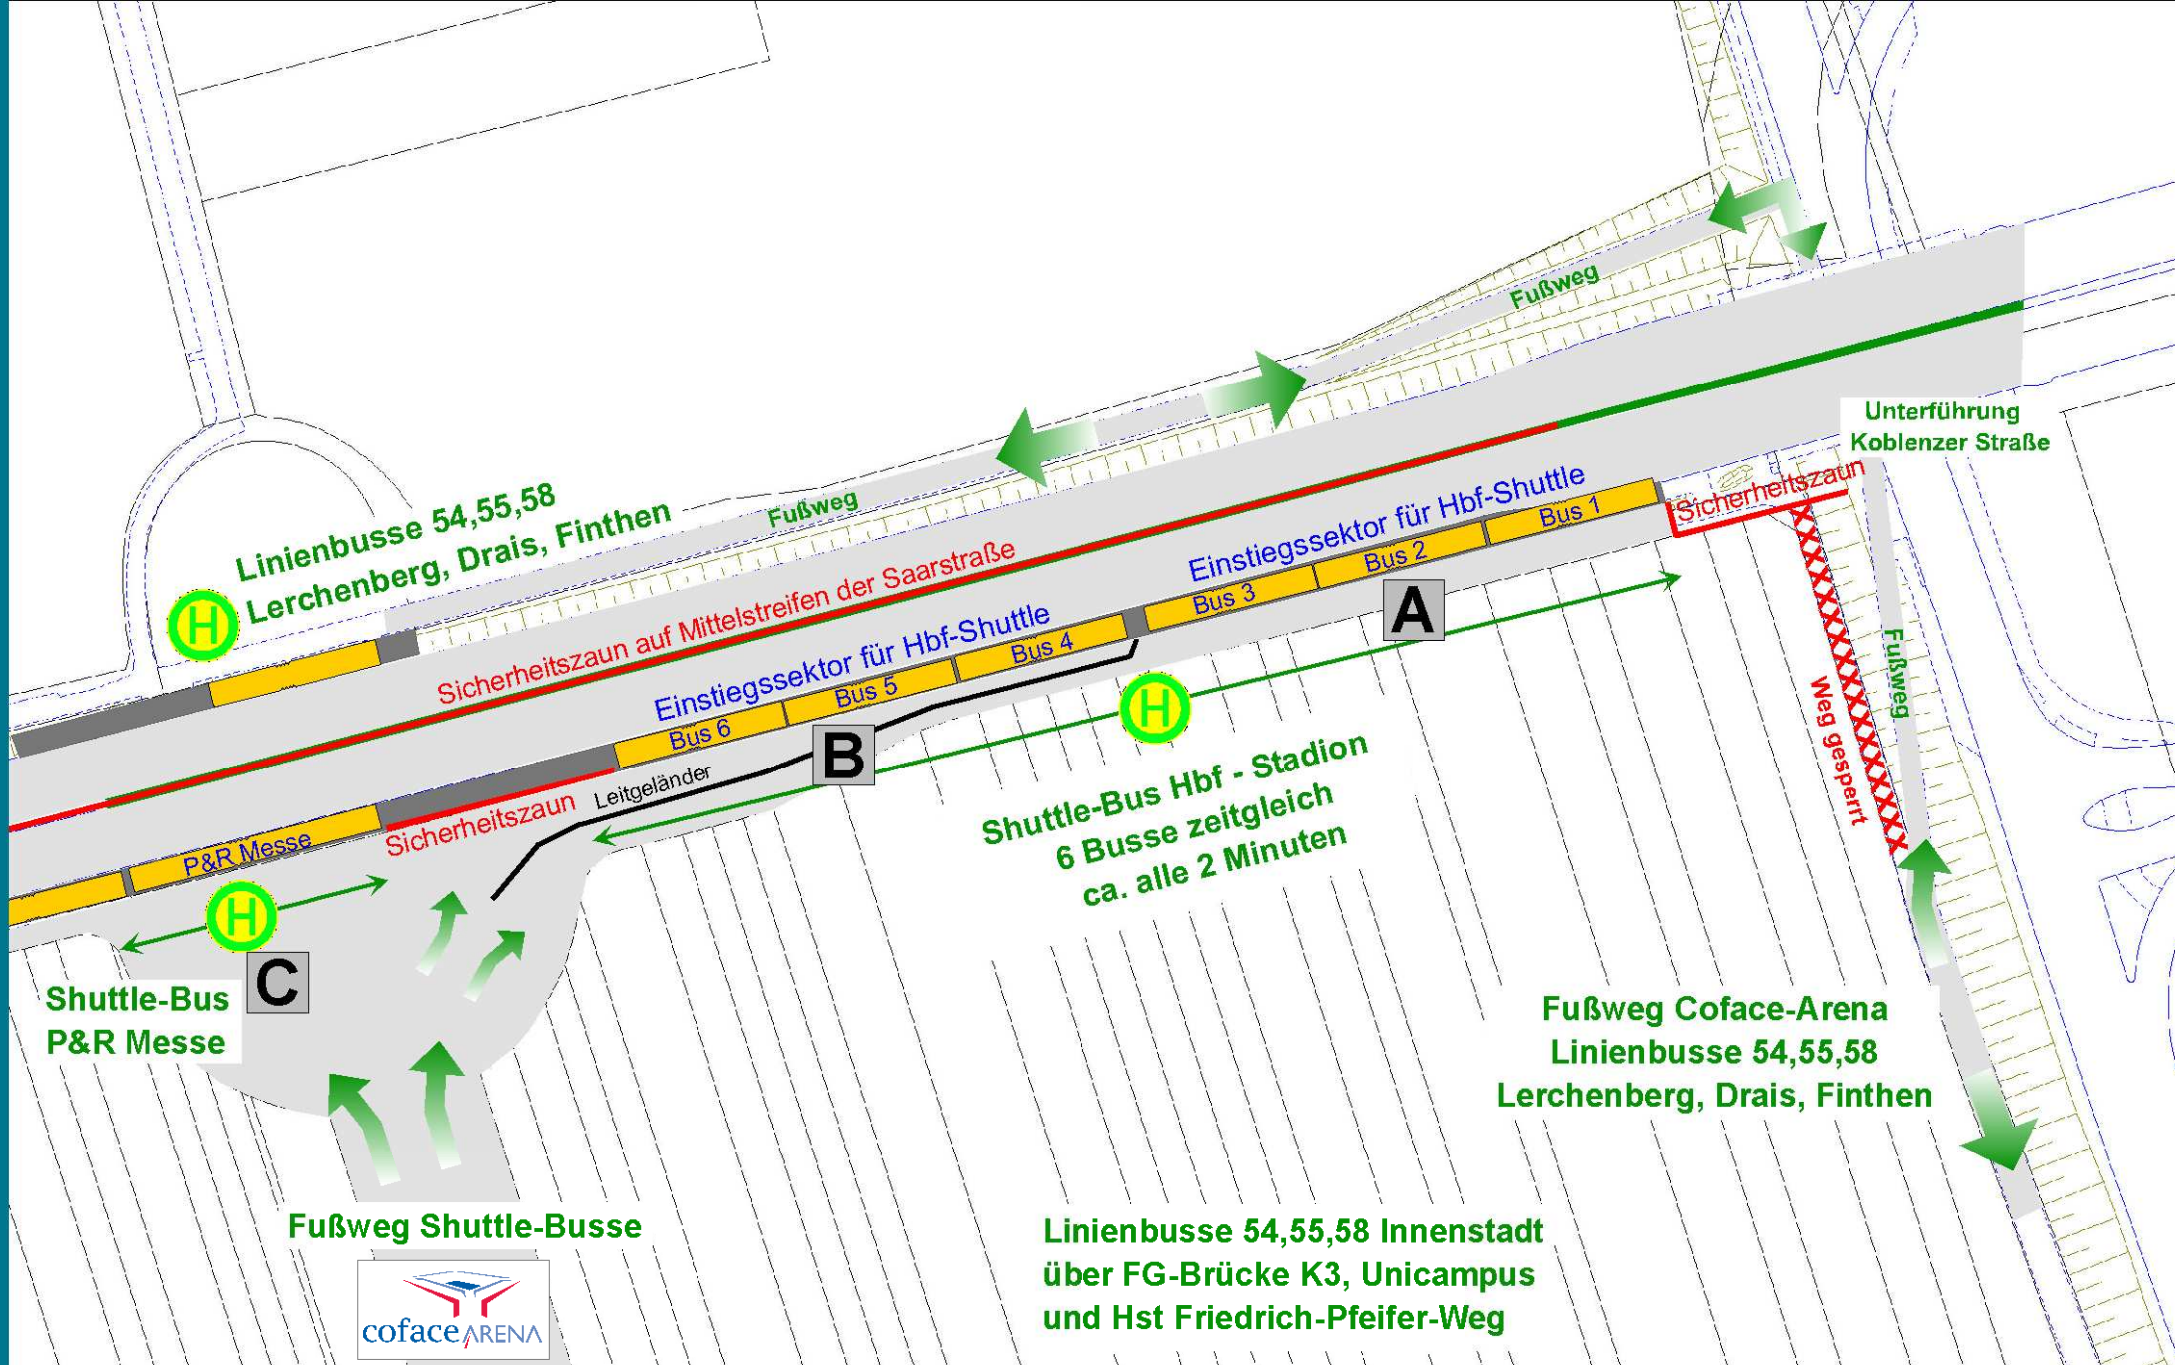 Fußweg
Unterführung
Koblenzer Straße
Linienbusse 54,55,58
Lerchenberg, Drais, Finthen
H
Fußweg
Sicherheitszaun auf Mittelstreifen der Saarstraße
Einstiegssektor für Hbf-Shuttle
Bus 1
Bus 2
Bus 3
A
Sicherheitszaun
Einstiegssektor für Hbf-Shuttle
Bus 4
Bus 5
Bus 6
B
H
Fußweg
Weg gesperrt
Leitgeländer
Sicherheitszaun
P&R Messe
Shuttle-Bus Hbf - Stadion
6 Busse zeitgleich
ca. alle 2 Minuten
H
C
Shuttle-Bus
P&R Messe
Fußweg Coface-Arena
Linienbusse 54,55,58
Lerchenberg, Drais, Finthen
Fußweg Shuttle-Busse
coface ARENA
Linienbusse 54,55,58 Innenstadt
über FG-Brücke K3, Unicampus
und Hst Friedrich-Pfeifer-Weg